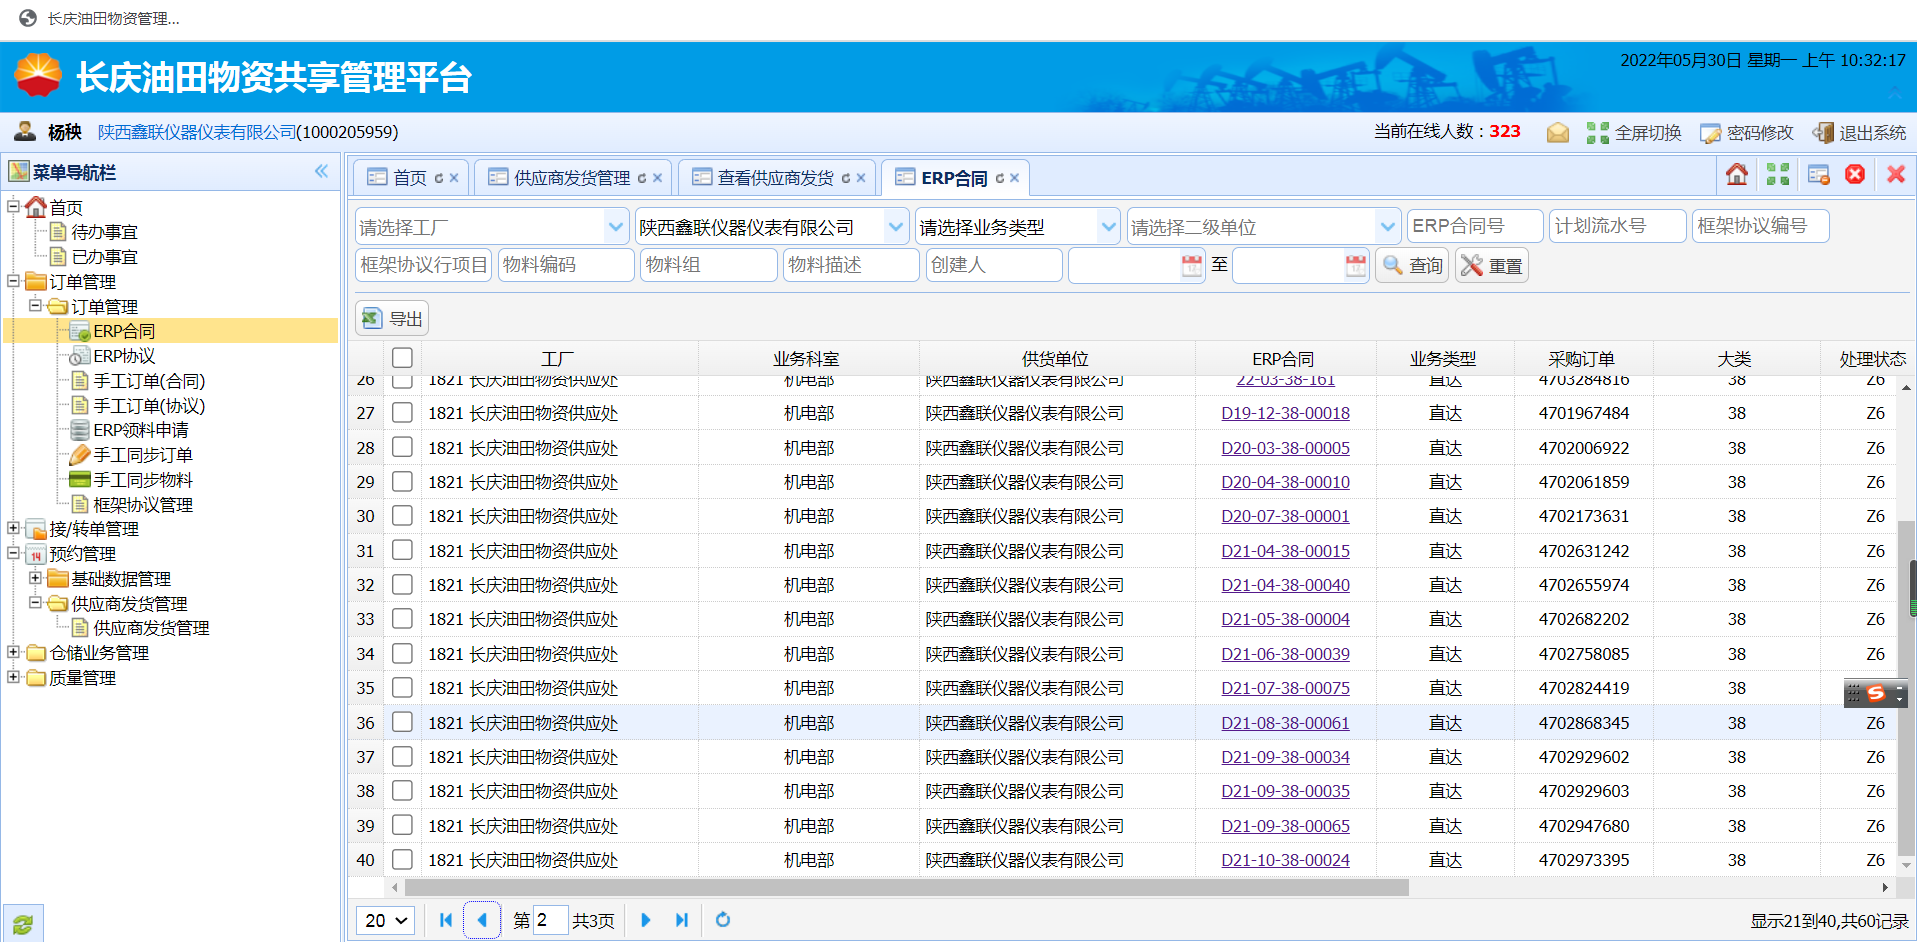 长庆油田物资管理...
长庆油田物资共享管理平台
2022年05月30日 星期一 上午 10:32:17
杨秧 陕西鑫联仪器仪表有限公司(1000205959)
当前在线人数：323 全屏切换 密码修改 退出系统
菜单导航栏
首页
待办事宜
已办事宜
订单管理
订单管理
ERP合同
ERP协议
手工订单(合同)
手工订单(协议)
ERP领料申请
手工同步订单
手工同步物料
框架协议管理
接/转单管理
14 预约管理
基础数据管理
供应商发货管理
供应商发货管理
仓储业务管理
质量管理
首页 供应商发货管理 查看供应商发货 ERP合同
请选择工厂 陕西鑫联仪器仪表有限公司 请选择业务类型 请选择二级单位 ERP合同号 计划流水号 框架协议编号
框架协议行项目 物料编码 物料组 物料描述 创建人 至 查询 重置
导出
工厂 业务科室 供货单位 ERP合同 业务类型 采购订单 大类 处理状态
26 1821 长庆油田物资供应处 机电部 陕西鑫联仪器仪表有限公司 22-03-38-161 直达 4703284816 38 Z6
27 1821 长庆油田物资供应处 机电部 陕西鑫联仪器仪表有限公司 D19-12-38-00018 直达 4701967484 38 Z6
28 1821 长庆油田物资供应处 机电部 陕西鑫联仪器仪表有限公司 D20-03-38-00005 直达 4702006922 38 Z6
29 1821 长庆油田物资供应处 机电部 陕西鑫联仪器仪表有限公司 D20-04-38-00010 直达 4702061859 38 Z6
30 1821 长庆油田物资供应处 机电部 陕西鑫联仪器仪表有限公司 D20-07-38-00001 直达 4702173631 38 Z6
31 1821 长庆油田物资供应处 机电部 陕西鑫联仪器仪表有限公司 D21-04-38-00015 直达 4702631242 38 Z6
32 1821 长庆油田物资供应处 机电部 陕西鑫联仪器仪表有限公司 D21-04-38-00040 直达 4702655974 38 Z6
33 1821 长庆油田物资供应处 机电部 陕西鑫联仪器仪表有限公司 D21-05-38-00004 直达 4702682202 38 Z6
34 1821 长庆油田物资供应处 机电部 陕西鑫联仪器仪表有限公司 D21-06-38-00039 直达 4702758085 38 Z6
35 1821 长庆油田物资供应处 机电部 陕西鑫联仪器仪表有限公司 D21-07-38-00075 直达 4702824419 38
36 1821 长庆油田物资供应处 机电部 陕西鑫联仪器仪表有限公司 D21-08-38-00061 直达 4702868345 38 Z6
37 1821 长庆油田物资供应处 机电部 陕西鑫联仪器仪表有限公司 D21-09-38-00034 直达 4702929602 38 Z6
38 1821 长庆油田物资供应处 机电部 陕西鑫联仪器仪表有限公司 D21-09-38-00035 直达 4702929603 38 Z6
39 1821 长庆油田物资供应处 机电部 陕西鑫联仪器仪表有限公司 D21-09-38-00065 直达 4702947680 38 Z6
40 1821 长庆油田物资供应处 机电部 陕西鑫联仪器仪表有限公司 D21-10-38-00024 直达 4702973395 38 Z6
20 第 2 共3页 显示21到40,共60记录